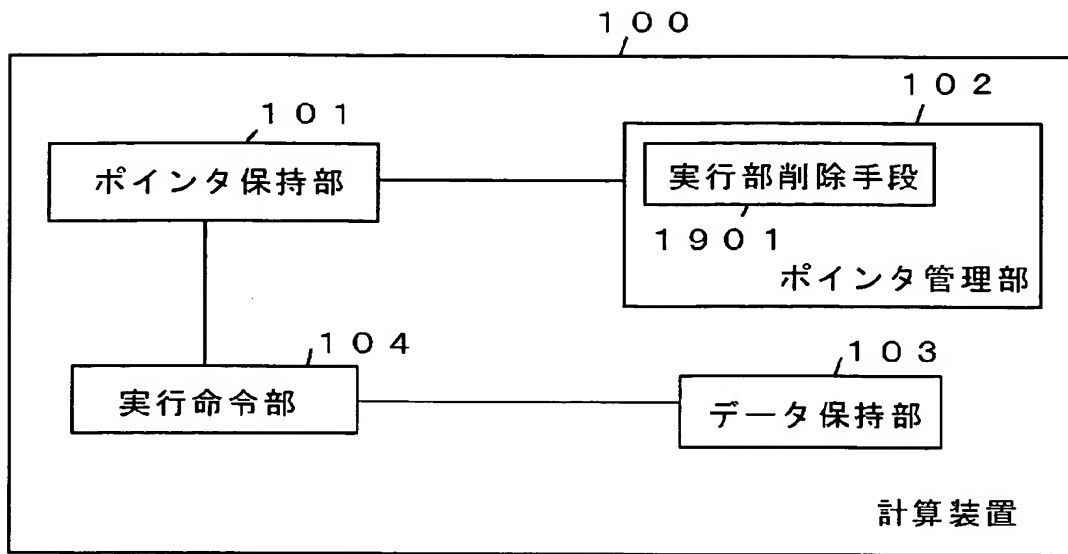 １００
１０１
ポインタ保持部
１０２
実行部削除手段
１９０１
ポインタ管理部
１０４
実行命令部
１０３
データ保持部
計算装置